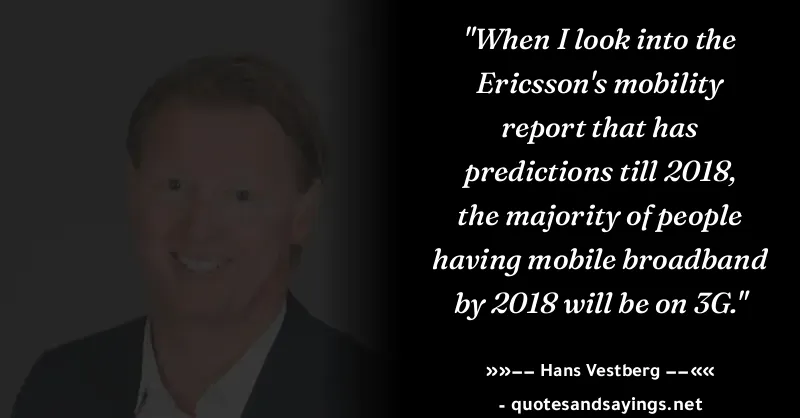 "When I look into the
Ericsson's mobility
report that has
predictions till 2018,
the majority of people
having mobile broadband
by 2018 will be on 3G."
»»–– Hans Vestberg ––««
- quotesandsayings.net